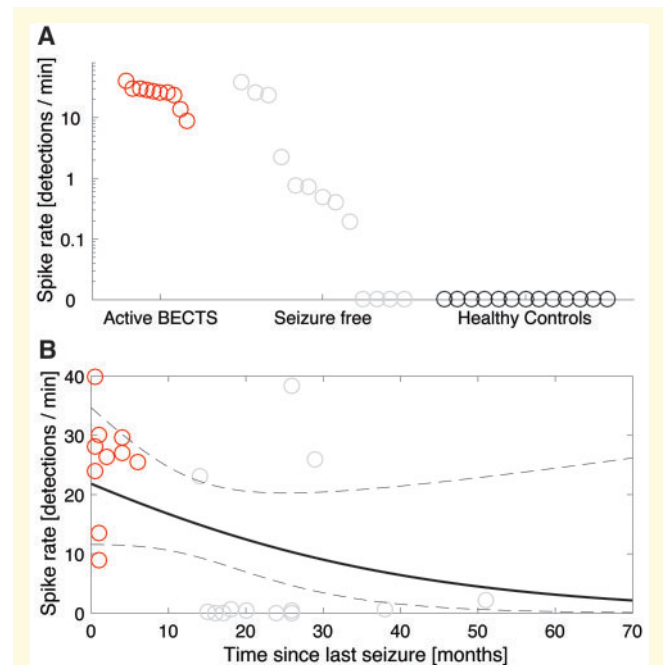 A
Spike rate [detections / min]
10
1
0.1
0
Active BECTS
Seizure free
Healthy Controls
B
Spike rate [detections / min]
40
30
20
10
0
0 10 20 30 40 50 60 70
Time since last seizure [months]